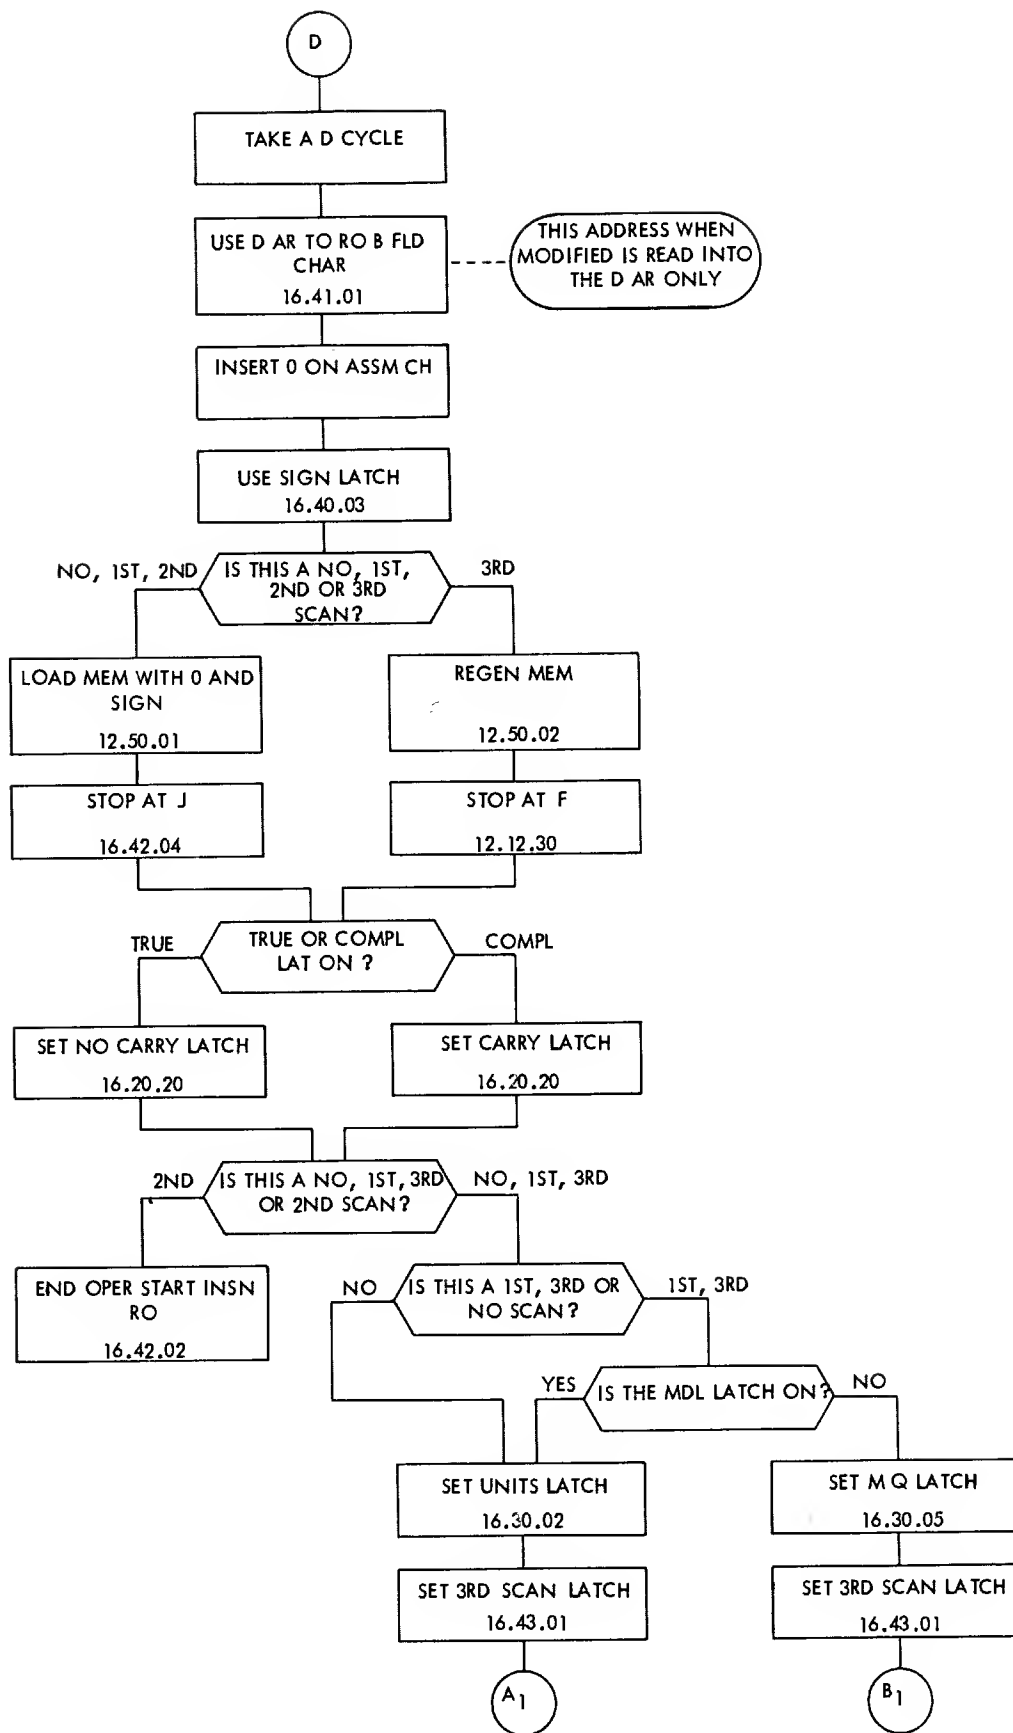 D
TAKE A D CYCLE
USE D AR TO RO B FLD
CHAR
16.41.01
THIS ADDRESS WHEN
MODIFIED IS READ INTO
THE D AR ONLY
INSERT 0 ON ASSM CH
USE SIGN LATCH
16.40.03
NO, 1ST, 2ND
IS THIS A NO, 1ST,
2ND OR 3RD
SCAN?
3RD
LOAD MEM WITH 0 AND
SIGN
12.50.01
REGEN MEM
12.50.02
STOP AT J
16.42.04
STOP AT F
12.12.30
TRUE
TRUE OR COMPL
LAT ON ?
COMPL
SET NO CARRY LATCH
16.20.20
SET CARRY LATCH
16.20.20
2ND
IS THIS A NO, 1ST, 3RD
OR 2ND SCAN?
NO, 1ST, 3RD
END OPER START INSN
RO
16.42.02
NO
IS THIS A 1ST, 3RD OR
NO SCAN?
1ST, 3RD
YES
IS THE MDL LATCH ON?
NO
SET UNITS LATCH
16.30.02
SET M Q LATCH
16.30.05
SET 3RD SCAN LATCH
16.43.01
SET 3RD SCAN LATCH
16.43.01
A1
B1